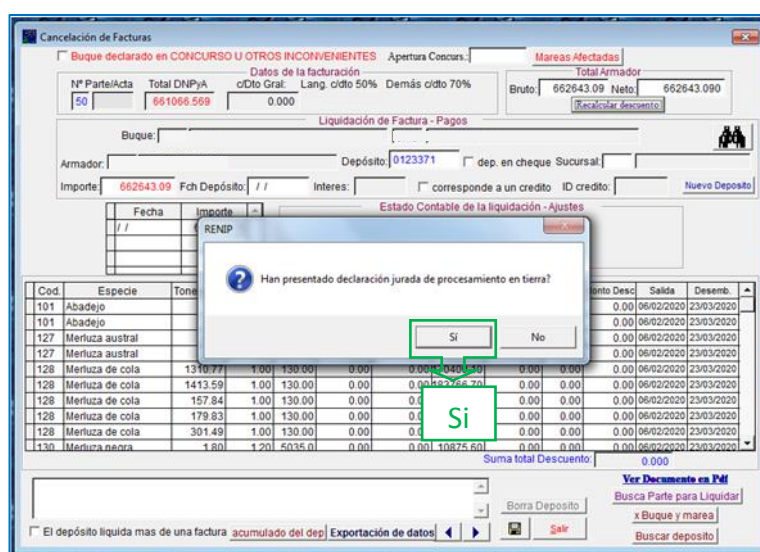 Cancelación de Facturas
Buque declarado en CONCURSO U OTROS INCONVENIENTES Apertura Concurs.: Mareas Afectadas
Datos de la facturación Total Armador
Nº Parte/Acta Total DNPyA c/Dto Gral: Lang. c/dto 50% Demás c/dto 70% Bruto: 662643.09 Neto: 662643.090
50 661066.569 0.000 Recalcular descuento
Liquidación de Factura - Pagos
Buque:
Armador: Depósito: 0123371 dep. en cheque Sucursal:
Importe: 662643.09 Fch Depósito: / / Interes: corresponde a un credito ID credito: Nuevo Deposito
Estado Contable de la liquidación - Ajustes
Fecha Importe
/ /
RENIP
Han presentado declaración jurada de procesamiento en tierra?
Sí No
Si
Cod. Especie Tone Desc Salida Desemb.
101 Abadejo 0.00 06/02/2020 23/03/2020
101 Abadejo 0.00 06/02/2020 23/03/2020
127 Merluza austral 0.00 06/02/2020 23/03/2020
127 Merluza austral 0.00 06/02/2020 23/03/2020
128 Merluza de cola 1310.77 1.00 130.00 0.00 0.00 0.00 0.00 0.00 06/02/2020 23/03/2020
128 Merluza de cola 1413.59 1.00 130.00 0.00 0.00 183766.70 0.00 0.00 0.00 06/02/2020 23/03/2020
128 Merluza de cola 157.84 1.00 130.00 0.00 0.00 0.00 0.00 0.00 06/02/2020 23/03/2020
128 Merluza de cola 179.83 1.00 130.00 0.00 0.00 0.00 0.00 0.00 06/02/2020 23/03/2020
128 Merluza de cola 301.49 1.00 130.00 0.00 0.00 0.00 0.00 0.00 06/02/2020 23/03/2020
130 Merluza negra 1.80 1.20 5035.0 0.00 0.00 10875.60 0.00 0.00 0.00 06/02/2020 23/03/2020
Suma total Descuento: 0.000
Ver Documento en Pdf
Busca Parte para Liquidar
Borra Deposito x Buque y marea
El depósito liquida mas de una factura acumulado del dep Exportación de datos Salir Buscar deposito